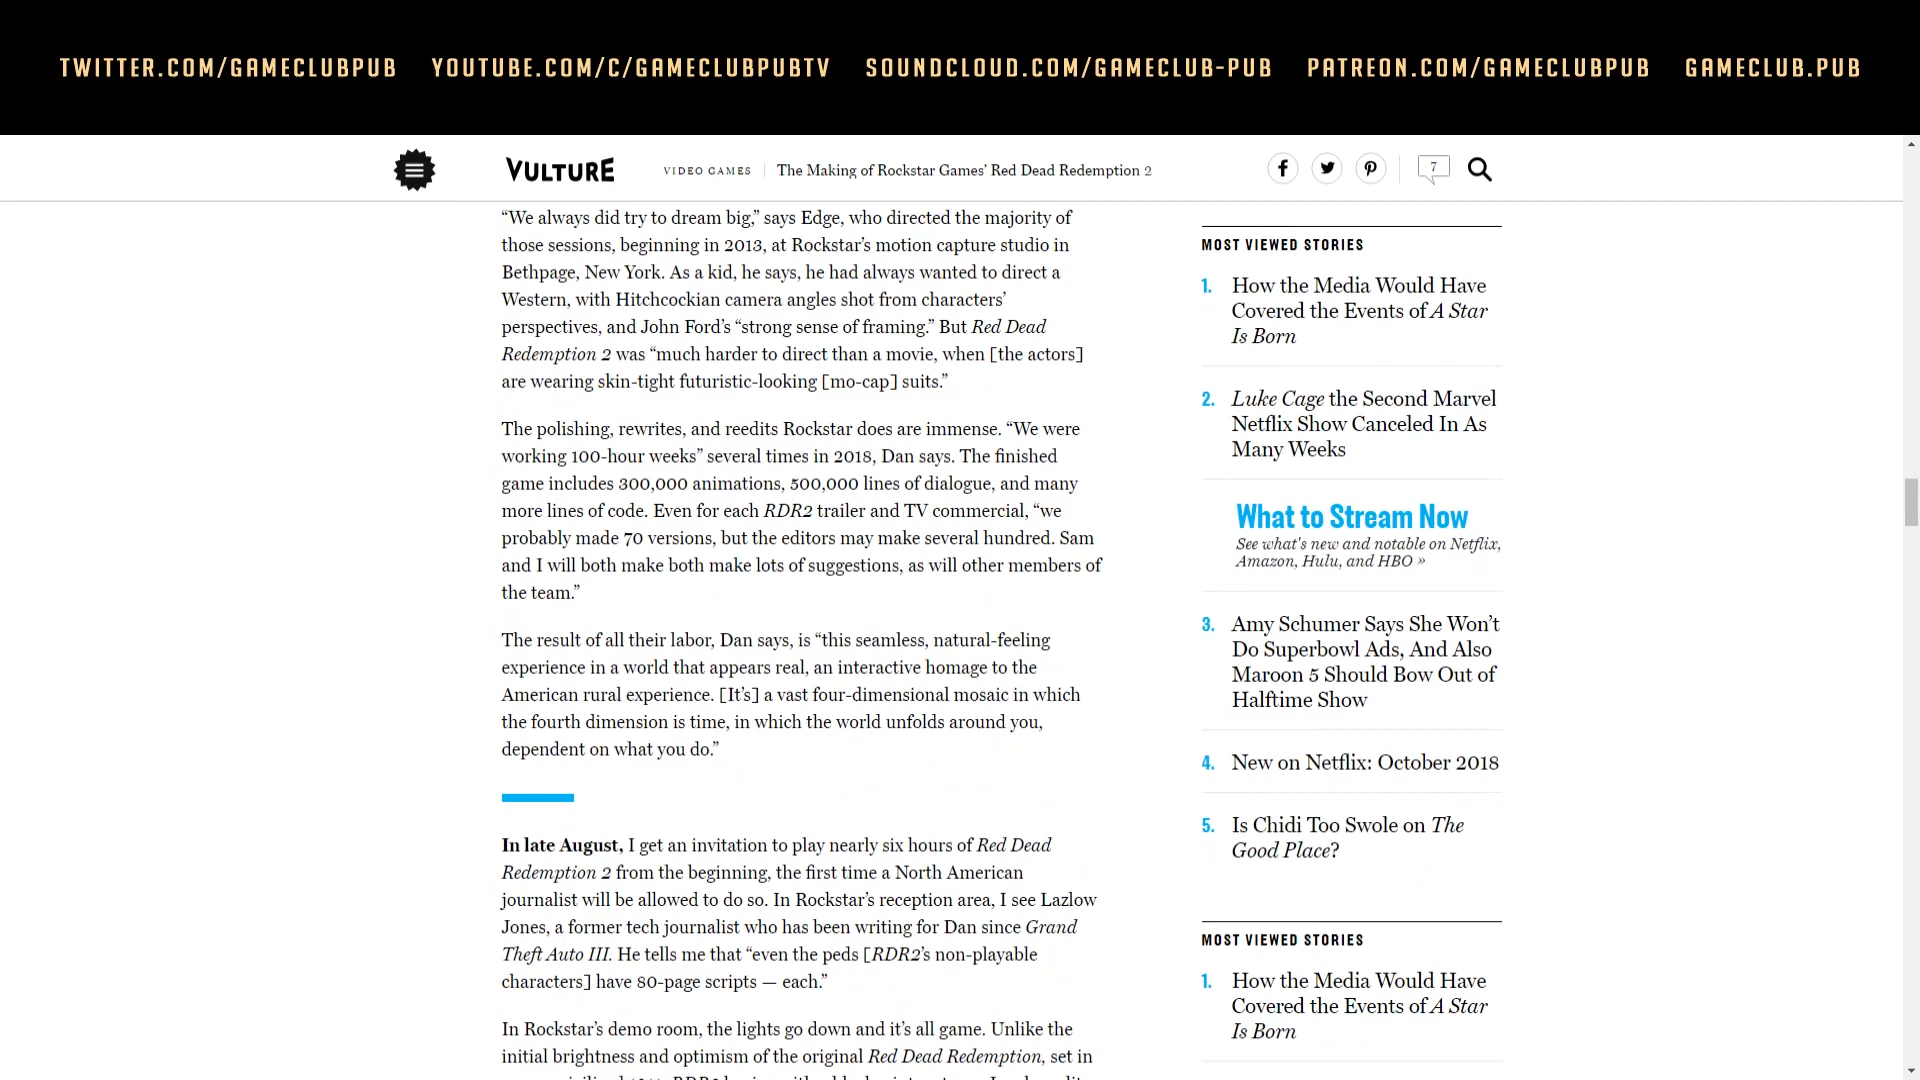 TWITTER.COM/GAMECLUBPUB YOUTUBE.COM/C/GAMECLUBPUBTV SOUNDCLOUD.COM/GAMECLUB-PUB PATREON.COM/GAMECLUBPUB GAMECLUB.PUB
VULTURE VIDEO GAMES The Making of Rockstar Games’ Red Dead Redemption 2 7
“We always did try to dream big,” says Edge, who directed the majority of
those sessions, beginning in 2013, at Rockstar’s motion capture studio in
Bethpage, New York. As a kid, he says, he had always wanted to direct a
Western, with Hitchcockian camera angles shot from characters’
perspectives, and John Ford’s “strong sense of framing.” But Red Dead
Redemption 2 was “much harder to direct than a movie, when [the actors]
are wearing skin-tight futuristic-looking [mo-cap] suits.”
The polishing, rewrites, and reedits Rockstar does are immense. “We were
working 100-hour weeks” several times in 2018, Dan says. The finished
game includes 300,000 animations, 500,000 lines of dialogue, and many
more lines of code. Even for each RDR2 trailer and TV commercial, “we
probably made 70 versions, but the editors may make several hundred. Sam
and I will both make both make lots of suggestions, as will other members of
the team.”
The result of all their labor, Dan says, is “this seamless, natural-feeling
experience in a world that appears real, an interactive homage to the
American rural experience. [It’s] a vast four-dimensional mosaic in which
the fourth dimension is time, in which the world unfolds around you,
dependent on what you do.”
In late August, I get an invitation to play nearly six hours of Red Dead
Redemption 2 from the beginning, the first time a North American
journalist will be allowed to do so. In Rockstar’s reception area, I see Lazlow
Jones, a former tech journalist who has been writing for Dan since Grand
Theft Auto III. He tells me that “even the peds [RDR2’s non-playable
characters] have 80-page scripts — each.”
In Rockstar’s demo room, the lights go down and it’s all game. Unlike the
initial brightness and optimism of the original Red Dead Redemption, set in
MOST VIEWED STORIES
1. How the Media Would Have
Covered the Events of A Star
Is Born
2. Luke Cage the Second Marvel
Netflix Show Canceled In As
Many Weeks
What to Stream Now
See what's new and notable on Netflix,
Amazon, Hulu, and HBO »
3. Amy Schumer Says She Won’t
Do Superbowl Ads, And Also
Maroon 5 Should Bow Out of
Halftime Show
4. New on Netflix: October 2018
5. Is Chidi Too Swole on The
Good Place?
MOST VIEWED STORIES
1. How the Media Would Have
Covered the Events of A Star
Is Born